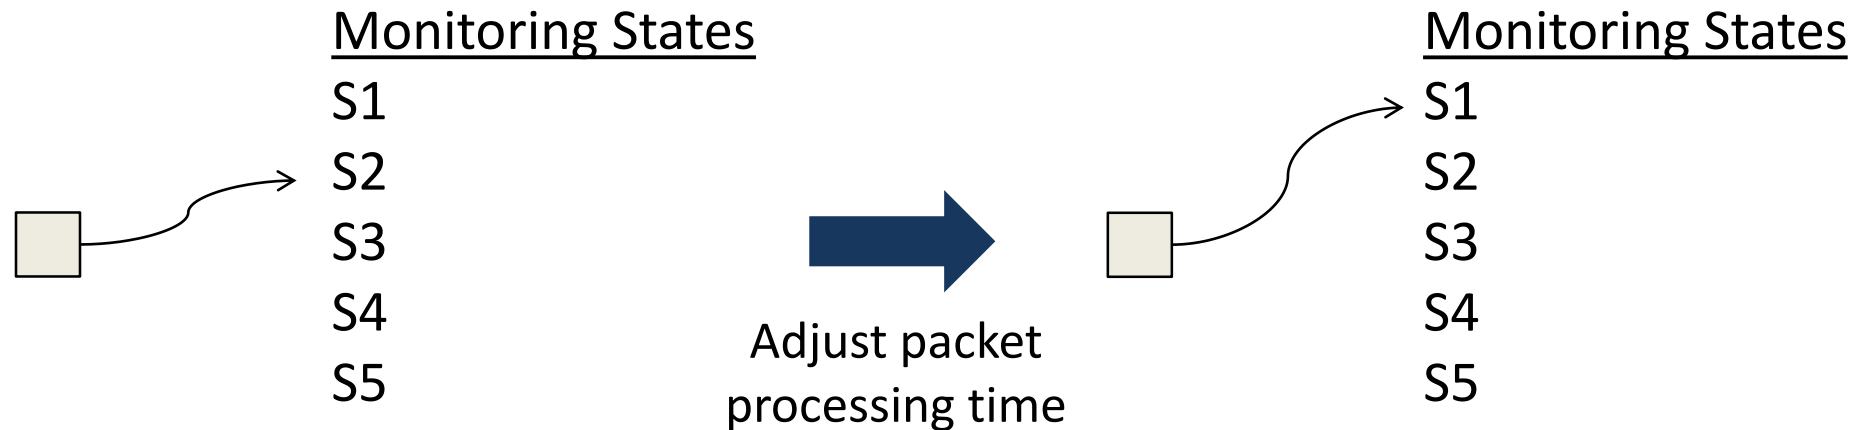 Monitoring States
S1
S2
S3
S4
S5
Adjust packet
processing time
Monitoring States
S1
S2
S3
S4
S5